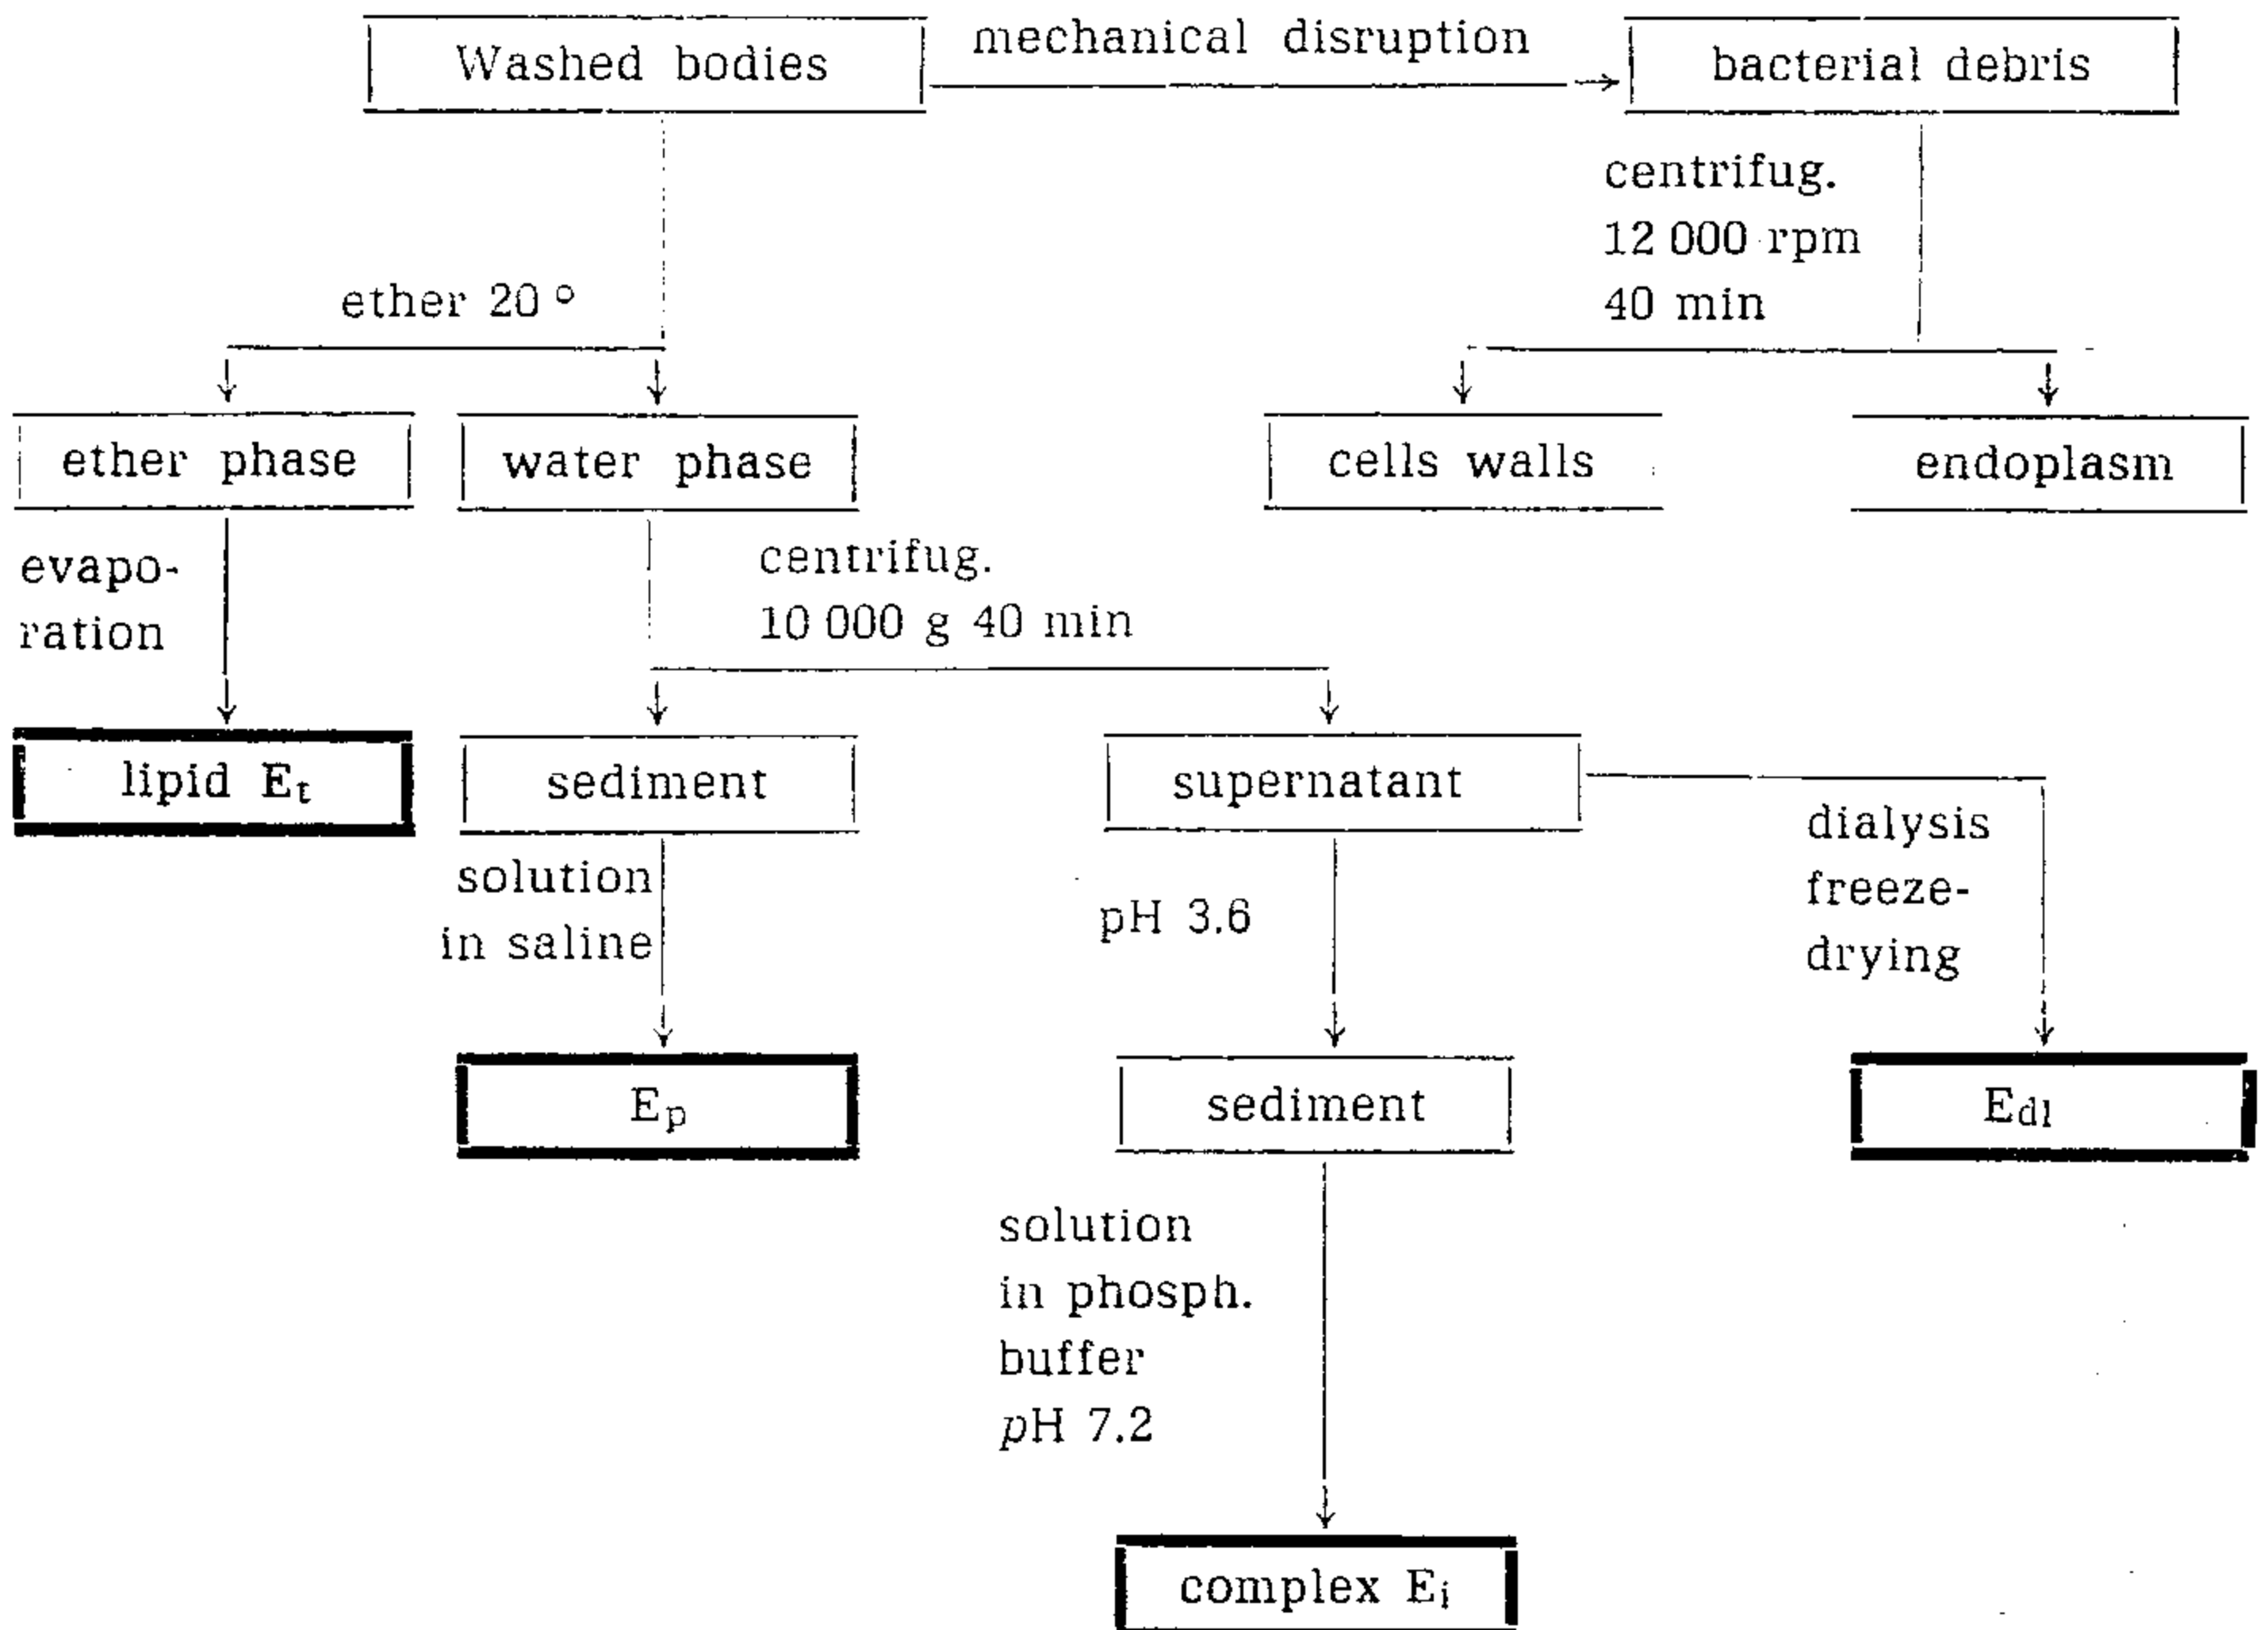 Washed bodies
mechanical disruption
bacterial debris
centrifug.
12 000 rpm
40 min
ether 20°
ether phase
water phase
cells walls
endoplasm
evapo-
ration
centrifug.
10 000 g 40 min
lipid Et
sediment
supernatant
solution
in saline
pH 3.6
dialysis
freeze-
drying
Ep
sediment
Edl
solution
in phosph.
buffer
pH 7.2
complex Ei